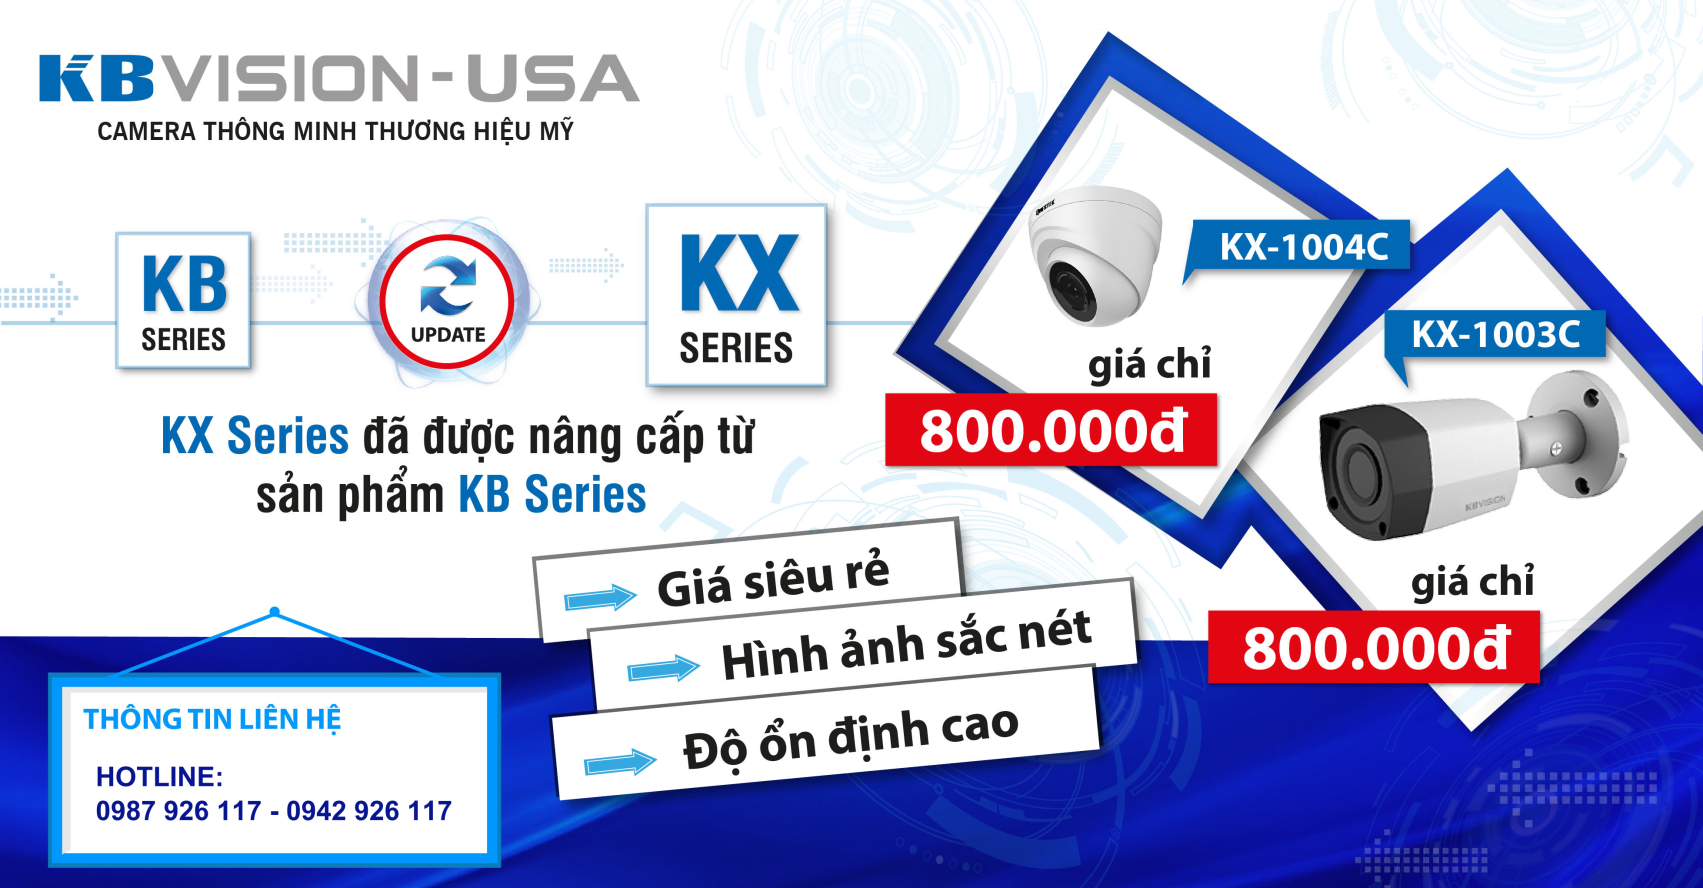 KBVISION-USA
CAMERA THÔNG MINH THƯƠNG HIỆU MỸ
KB
SERIES
UPDATE
KX
SERIES
KX Series đã được nâng cấp từ
sản phẩm KB Series
KX-1004C
giá chỉ
800.000đ
KX-1003C
KBVISION
giá chỉ
800.000đ
Giá siêu rẻ
Hình ảnh sắc nét
Độ ổn định cao
THÔNG TIN LIÊN HỆ
HOTLINE:
0987 926 117 - 0942 926 117